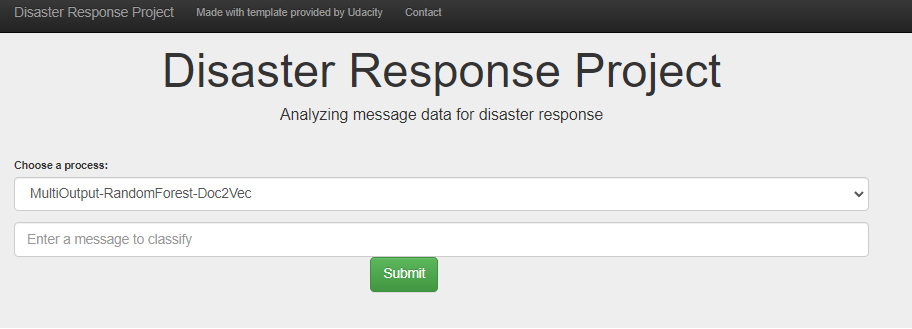 Disaster Response Project Made with template provided by Udacity Contact
Disaster Response Project
Analyzing message data for disaster response
Choose a process:
MultiOutput-RandomForest-Doc2Vec
Enter a message to classify
Submit